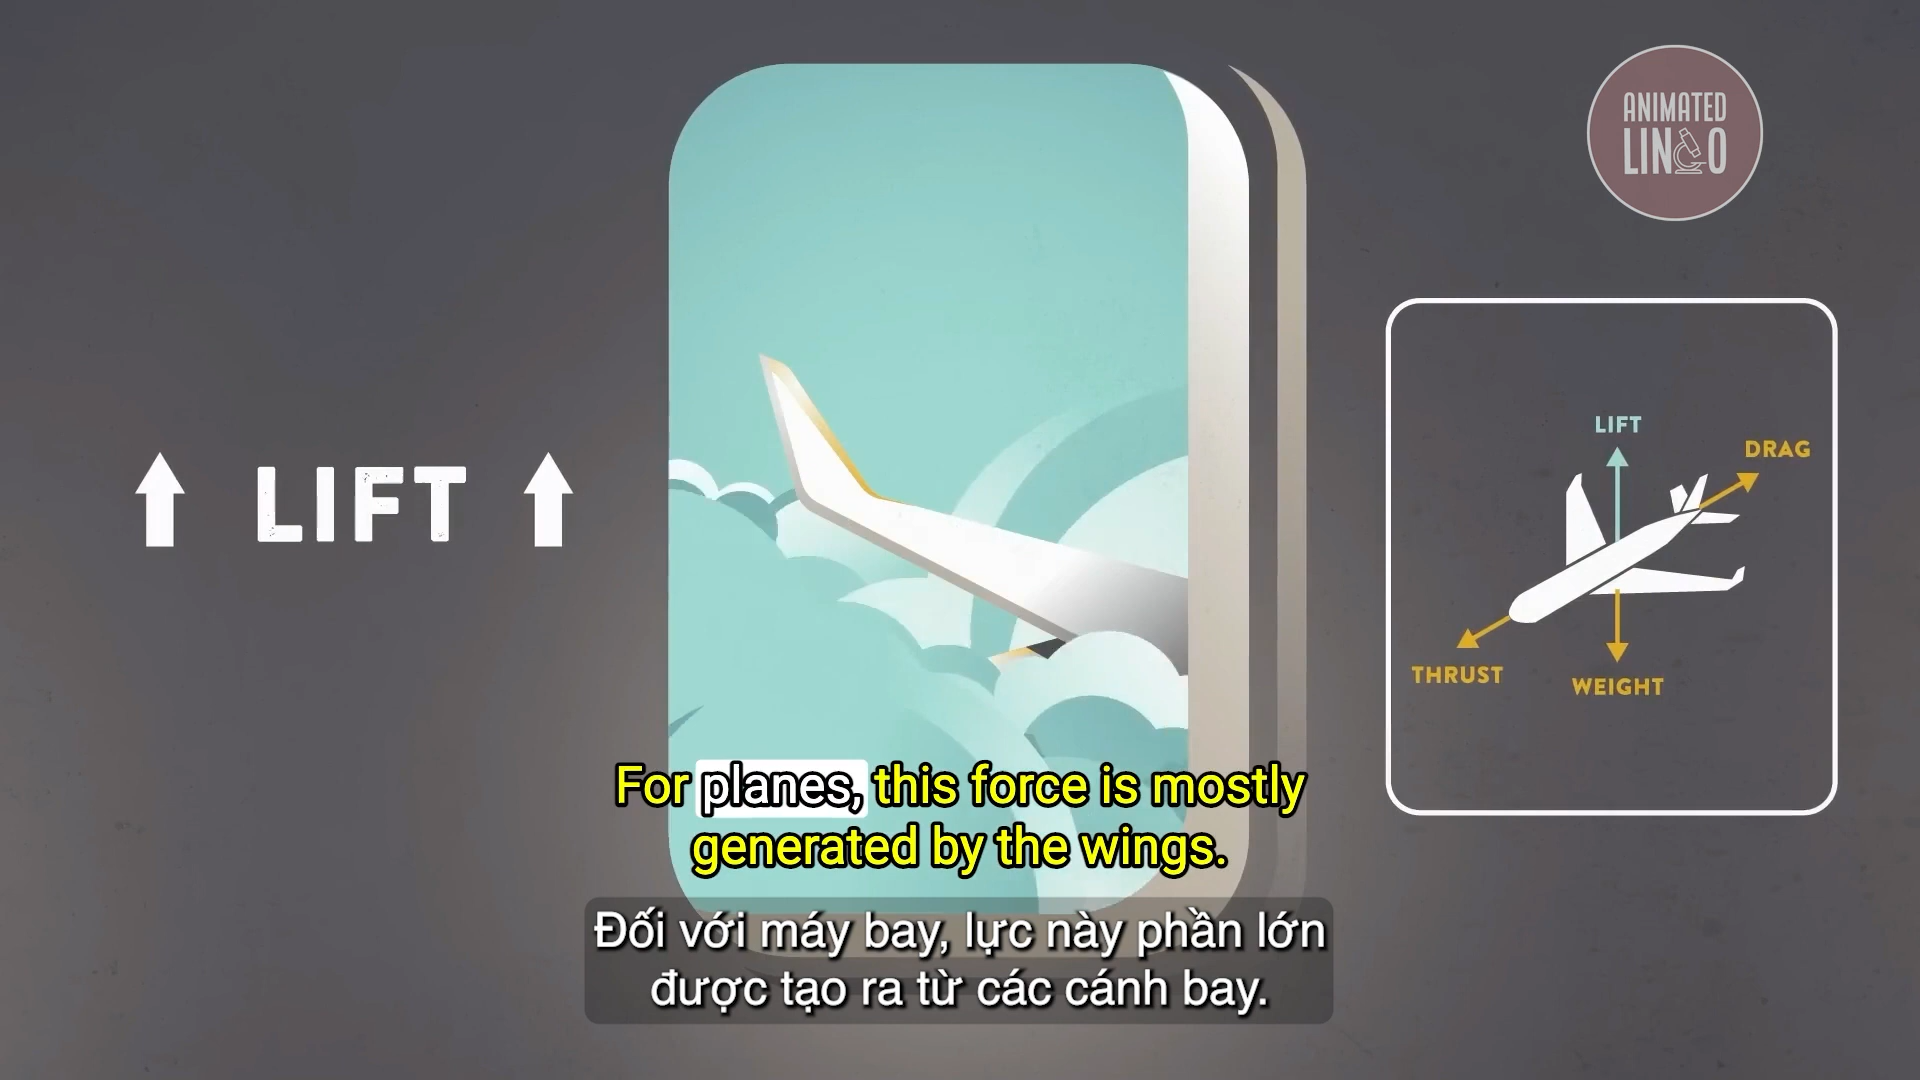 ANIMATED
LINGO
↑ LIFT ↑
LIFT
DRAG
THRUST
WEIGHT
For planes, this force is mostly
generated by the wings.
Đối với máy bay, lực này phần lớn
được tạo ra từ các cánh bay.